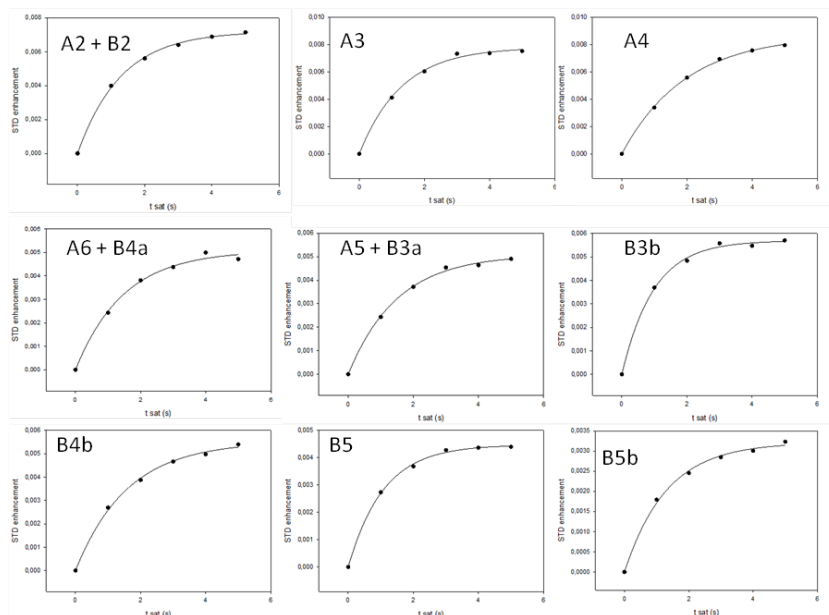 A2 + B2
STD enhancement
0,008
0,006
0,004
0,002
0,000
0 2 4 6
t sat (s)
A3
STD enhancement
0,010
0,008
0,006
0,004
0,002
0,000
0 2 4 6
t sat (s)
A4
STD enhancement
0,010
0,008
0,006
0,004
0,002
0,000
0 2 4 6
t sat (s)
A6 + B4a
STD enhancement
0,006
0,005
0,004
0,003
0,002
0,001
0,000
0 2 4 6
t sat (s)
A5 + B3a
STD enhancement
0,006
0,005
0,004
0,003
0,002
0,001
0,000
0 2 4 6
t sat (s)
B3b
STD enhancement
0,006
0,005
0,004
0,003
0,002
0,001
0,000
0 2 4 6
t sat (s)
B4b
STD enhancement
0,006
0,005
0,004
0,003
0,002
0,001
0,000
0 2 4 6
t sat (s)
B5
STD enhancement
0,005
0,004
0,003
0,002
0,001
0,000
0 2 4 6
t sat (s)
B5b
STD enhancement
0,0035
0,0030
0,0025
0,0020
0,0015
0,0010
0,0005
0,0000
0 2 4 6
t sat (s)